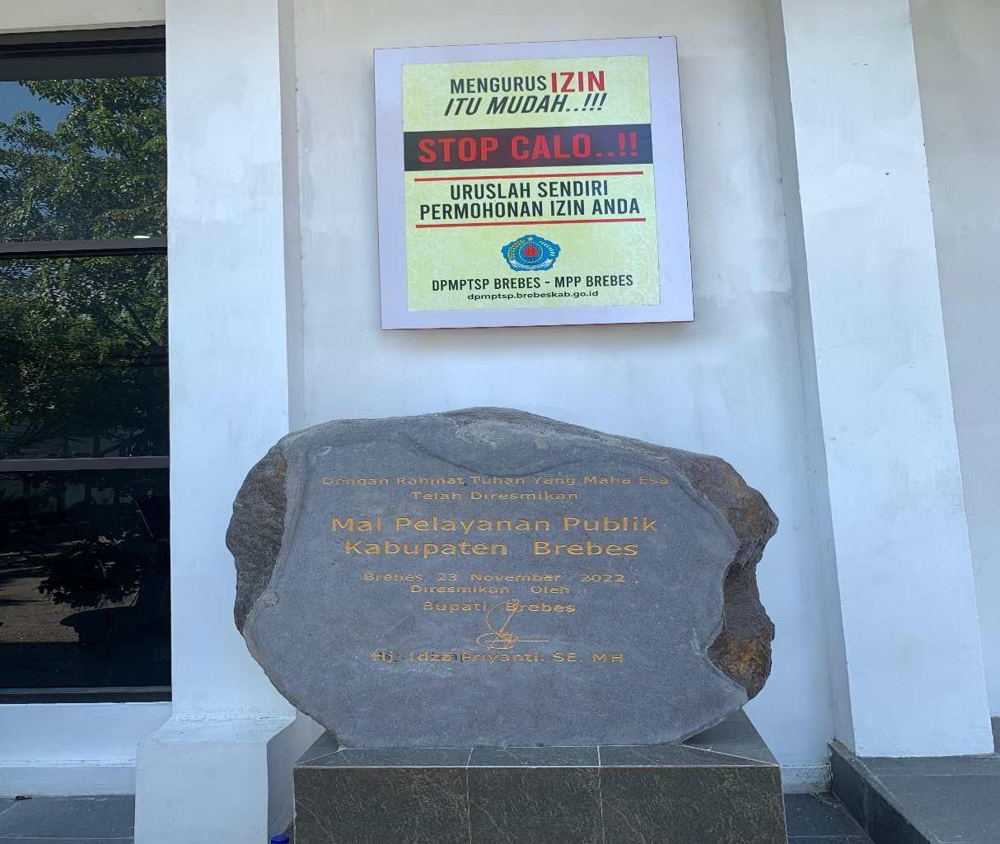 MENGURUS IZIN
ITU MUDAH..!!!
STOP CALO..!!
URUSLAH SENDIRI
PERMOHONAN IZIN ANDA
DPMPTSP BREBES - MPP BREBES
dpmptsp.brebeskab.go.id
Dengan Rahmat Tuhan Yang Maha Esa
Telah Diresmikan
Mal Pelayanan Publik
Kabupaten Brebes
Brebes, 23 November 2022
Diresmikan Oleh
Bupati Brebes
Hj. Idza Priyanti. SE. MH